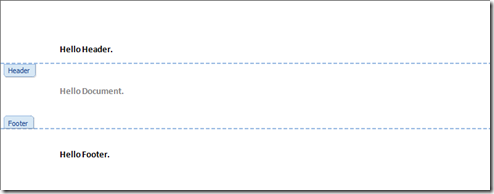 Hello Header.
Header
Hello Document.
Footer
Hello Footer.